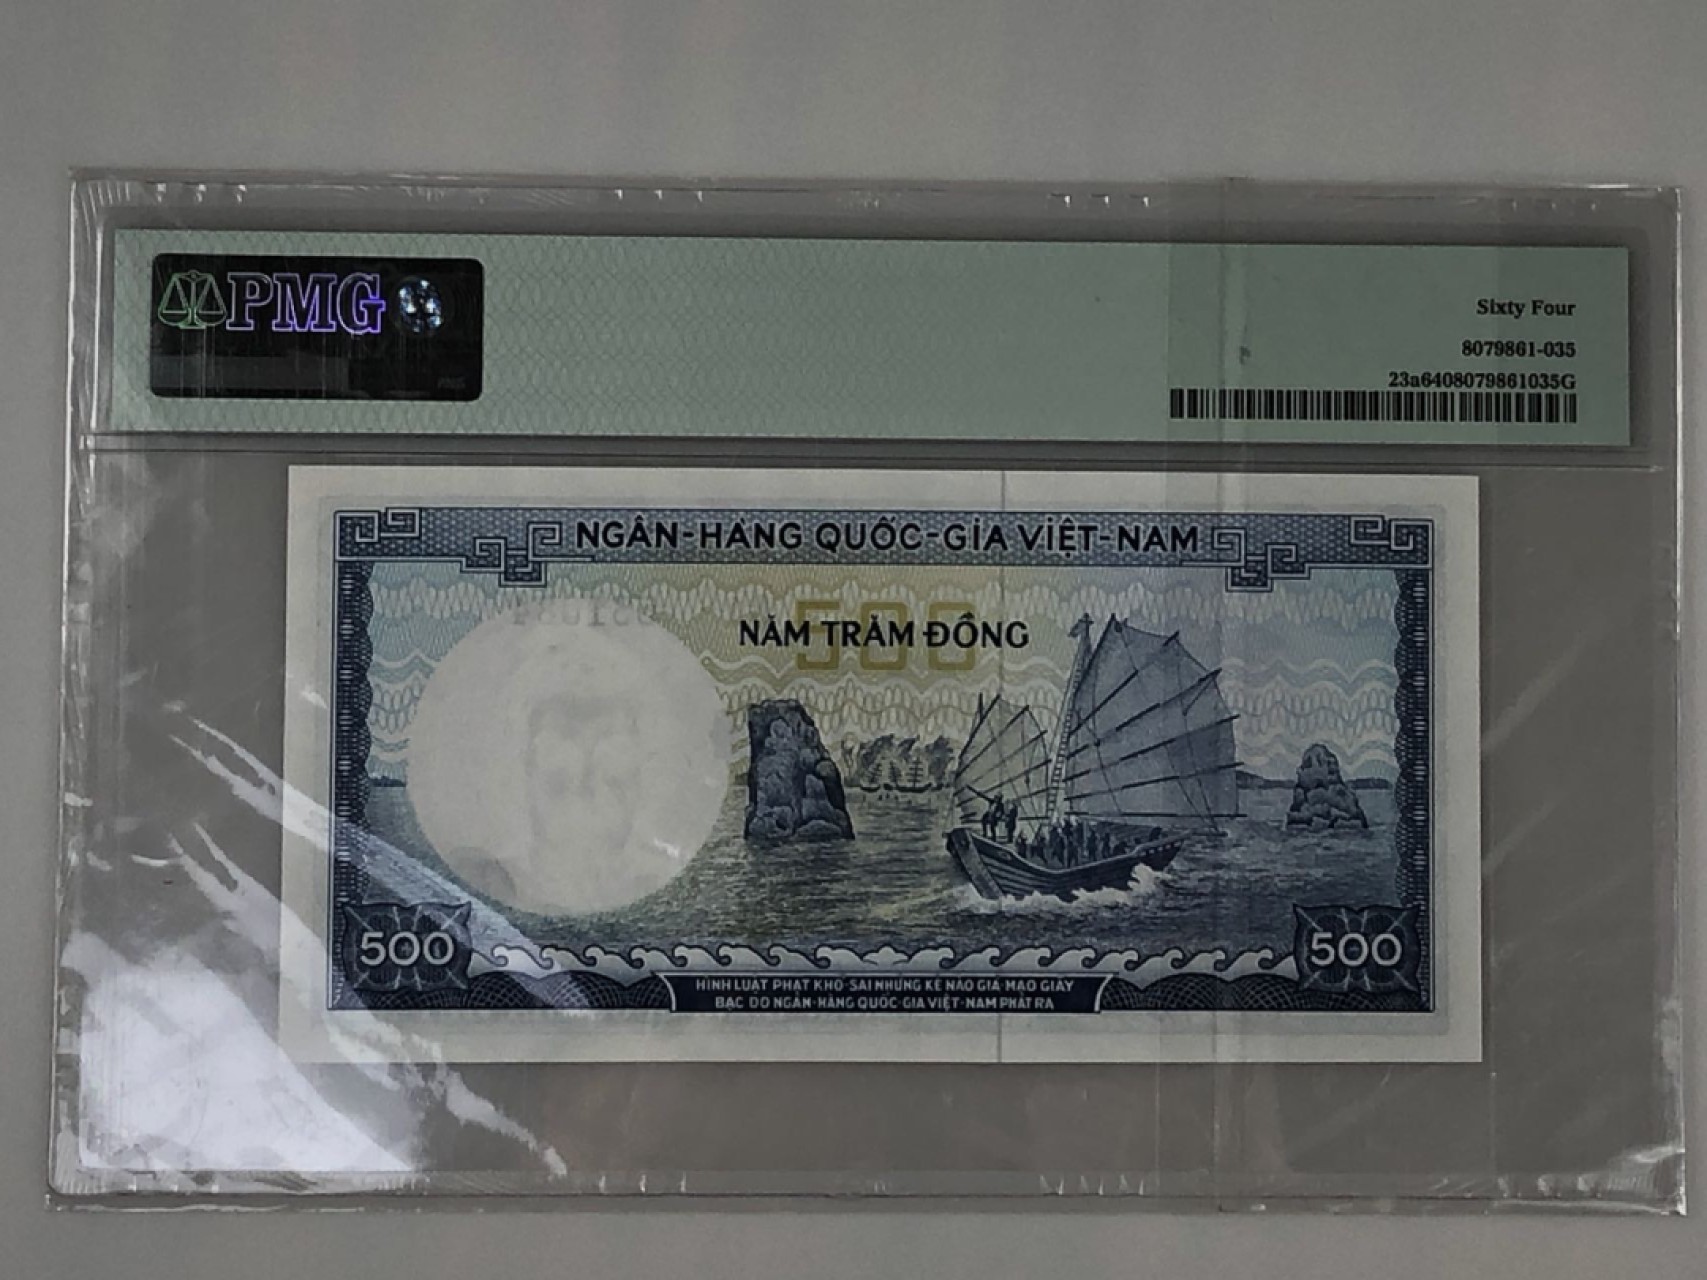 PMG
Sixty Four
8079861-035
23a6408079861035G
NGÂN-HÀNG QUỐC-GIA VIỆT-NAM
500
NĂM TRĂM ĐỒNG
500
500
HÌNH LUẬT PHẠT KHỔ-SAI NHỮNG KẺ NÀO GIẢ-MẠO GIẤY
BẠC DO NGÂN-HÀNG QUỐC-GIA VIỆT-NAM PHÁT RA